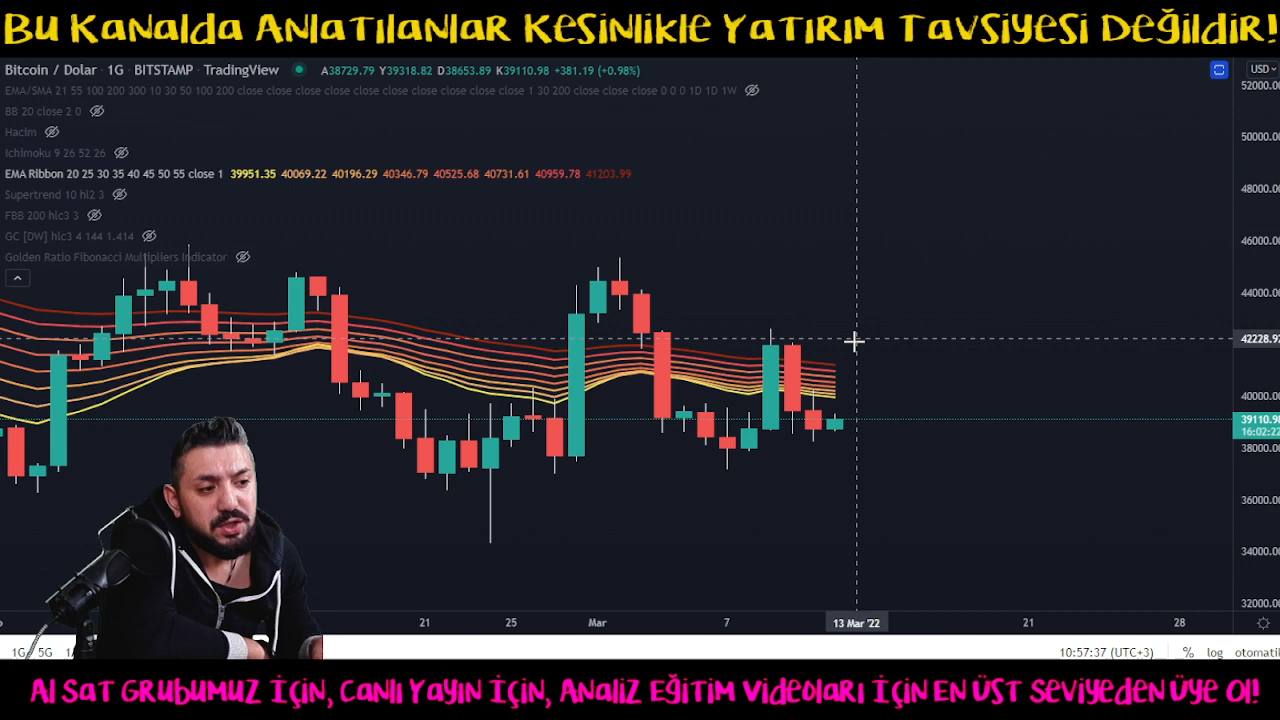 Bu Kanalda Anlatılanlar Kesinlikle Yatırım Tavsiyesi Değildir!
Bitcoin / Dolar · 1G · BITSTAMP · TradingView A38729.79 Y39318.82 D38653.89 K39110.98 +381.19 (+0.98%)
USD
EMA/SMA 21 55 100 200 300 10 30 50 100 200 close close close close close close close close close close close 1 30 200 close close close 0 0 0 1D 1D 1W
52000.00
BB 20 close 2 0
Hacim
50000.00
Ichimoku 9 26 52 26
EMA Ribbon 20 25 30 35 40 45 50 55 close 1 39951.35 40069.22 40196.29 40346.79 40525.68 40731.61 40959.78 41203.99
48000.00
Supertrend 10 hl2 3
FBB 200 hlc3 3
GC [DW] hlc3 4 144 1.414
46000.00
Golden Ratio Fibonacci Multipliers Indicator
44000.00
42228.92
40000.00
39110.98
16:02:22
38000.00
36000.00
34000.00
32000.00
21 25 Mar 7 13 Mar '22 21 28
1G 5G 10:57:37 (UTC+3) % log otomatik
Al Sat Grubumuz İçin, Canlı Yayın İçin, Analiz Eğitim Videoları İçin En Üst Seviyeden Üye Ol!